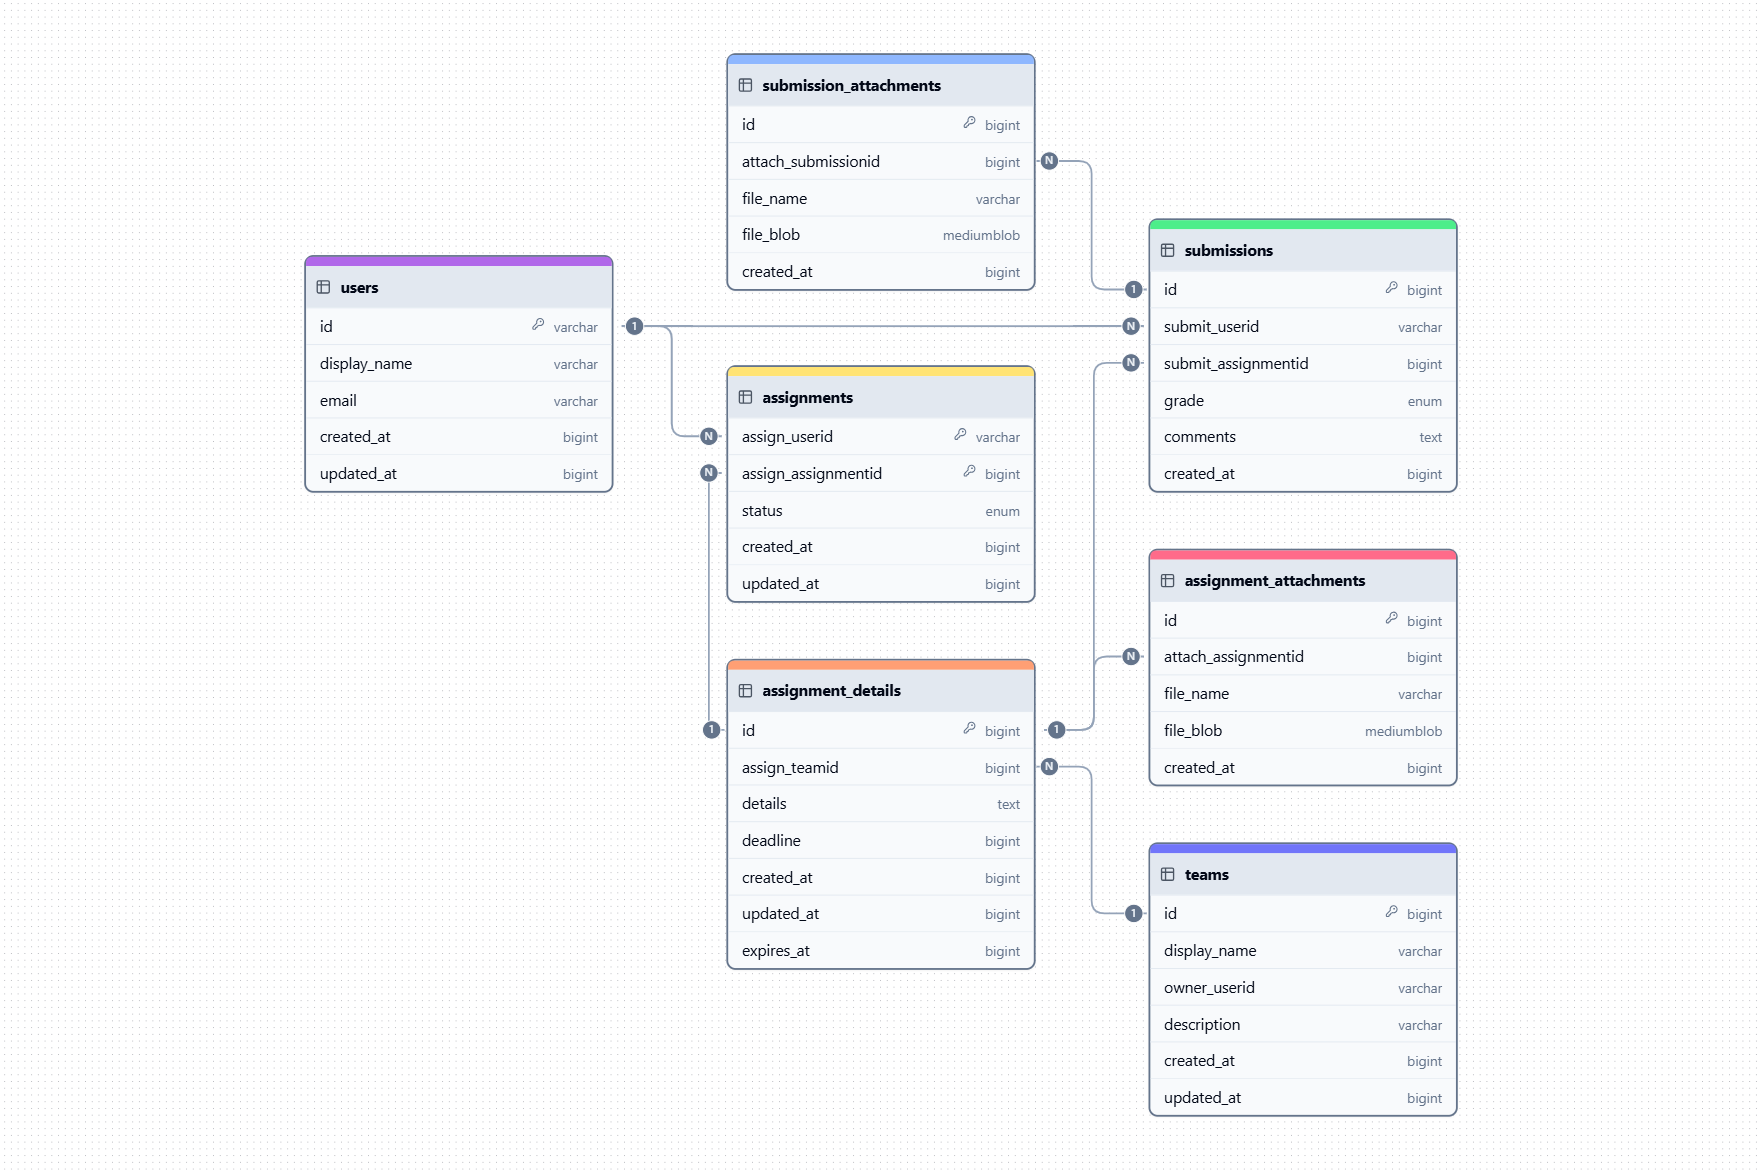 submission_attachments
id bigint
attach_submissionid bigint
file_name varchar
file_blob mediumblob
created_at bigint
N
1
users
id varchar
display_name varchar
email varchar
created_at bigint
updated_at bigint
1
N
N
assignments
assign_userid varchar
assign_assignmentid bigint
status enum
created_at bigint
updated_at bigint
N
N
submissions
id bigint
submit_userid varchar
submit_assignmentid bigint
grade enum
comments text
created_at bigint
assignment_details
id bigint
assign_teamid bigint
details text
deadline bigint
created_at bigint
updated_at bigint
expires_at bigint
1
1
N
N
1
assignment_attachments
id bigint
attach_assignmentid bigint
file_name varchar
file_blob mediumblob
created_at bigint
teams
id bigint
display_name varchar
owner_userid varchar
description varchar
created_at bigint
updated_at bigint